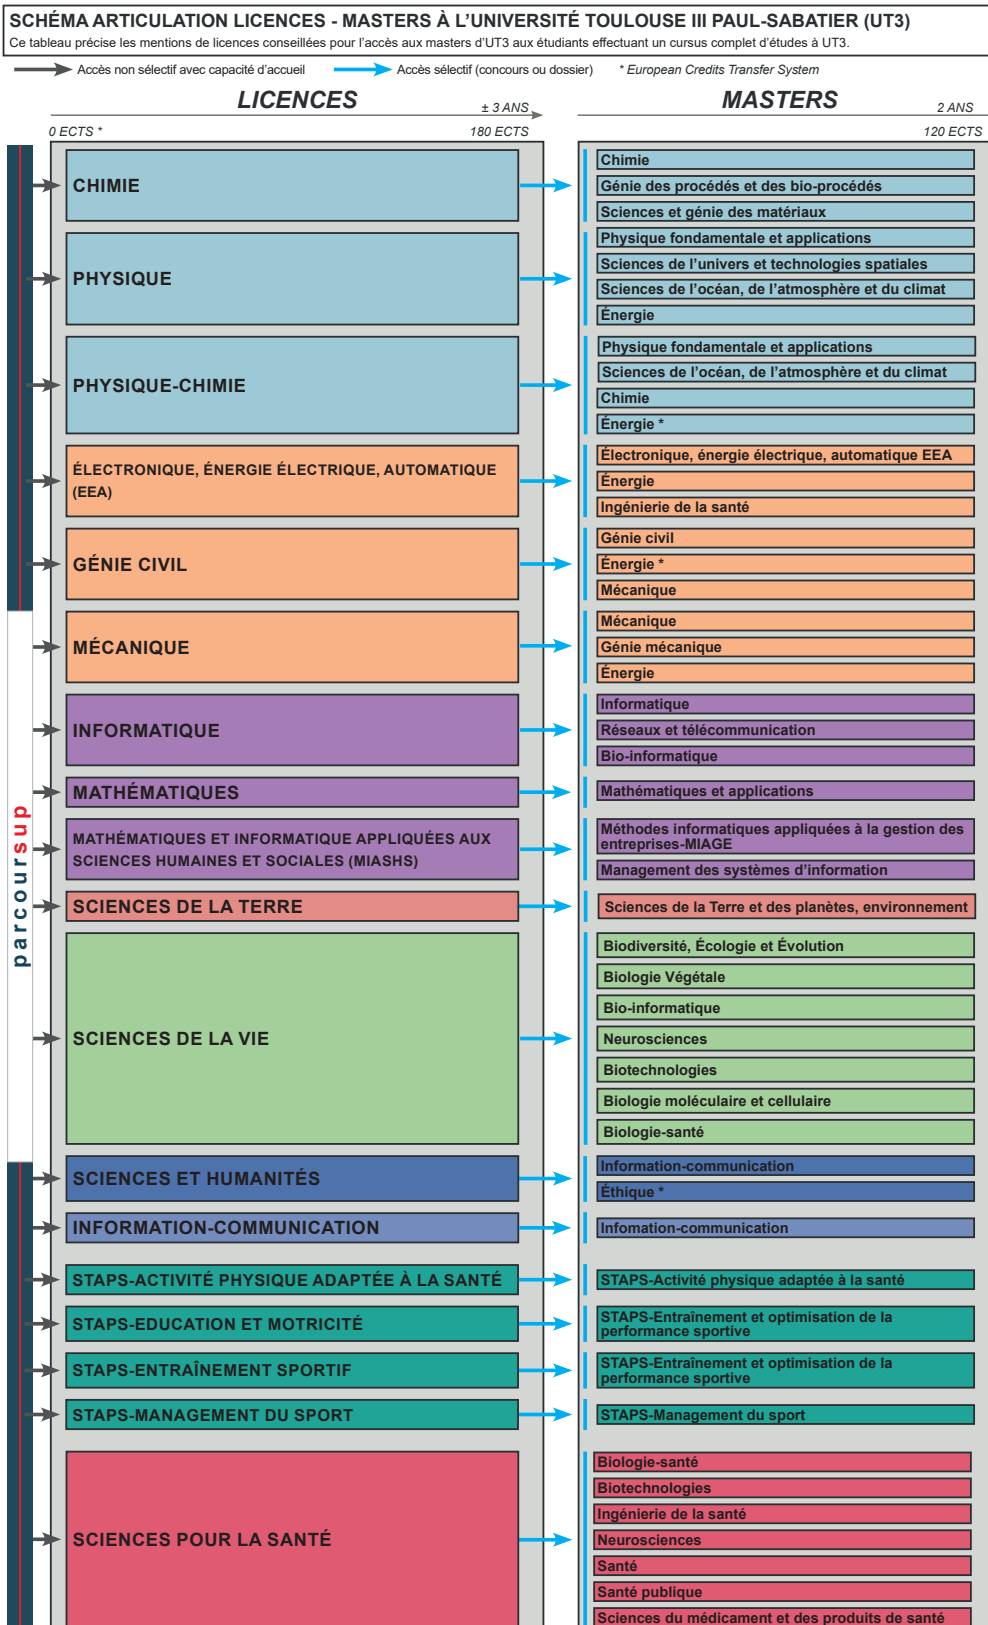 SCHÉMA ARTICULATION LICENCES - MASTERS À L'UNIVERSITÉ TOULOUSE III PAUL-SABATIER (UT3)
Ce tableau précise les mentions de licences conseillées pour l'accès aux masters d'UT3 aux étudiants effectuant un cursus complet d'études à UT3.
Accès non sélectif avec capacité d'accueil
Accès sélectif (concours ou dossier)
* European Credits Transfer System
LICENCES
± 3 ANS
MASTERS
2 ANS
0 ECTS *
180 ECTS
120 ECTS
parcoursup
CHIMIE
Chimie
Génie des procédés et des bio-procédés
Sciences et génie des matériaux
PHYSIQUE
Physique fondamentale et applications
Sciences de l'univers et technologies spatiales
Sciences de l'océan, de l'atmosphère et du climat
Énergie
PHYSIQUE-CHIMIE
Physique fondamentale et applications
Sciences de l'océan, de l'atmosphère et du climat
Chimie
Énergie *
ÉLECTRONIQUE, ÉNERGIE ÉLECTRIQUE, AUTOMATIQUE
(EEA)
Électronique, énergie électrique, automatique EEA
Énergie
Ingénierie de la santé
GÉNIE CIVIL
Génie civil
Énergie *
Mécanique
MÉCANIQUE
Mécanique
Génie mécanique
Énergie
INFORMATIQUE
Informatique
Réseaux et télécommunication
Bio-informatique
MATHÉMATIQUES
Mathématiques et applications
MATHÉMATIQUES ET INFORMATIQUE APPLIQUÉES AUX
SCIENCES HUMAINES ET SOCIALES (MIASHS)
Méthodes informatiques appliquées à la gestion des
entreprises-MIAGE
Management des systèmes d'information
SCIENCES DE LA TERRE
Sciences de la Terre et des planètes, environnement
SCIENCES DE LA VIE
Biodiversité, Écologie et Évolution
Biologie Végétale
Bio-informatique
Neurosciences
Biotechnologies
Biologie moléculaire et cellulaire
Biologie-santé
SCIENCES ET HUMANITÉS
Information-communication
Éthique *
INFORMATION-COMMUNICATION
Infomation-communication
STAPS-ACTIVITÉ PHYSIQUE ADAPTÉE À LA SANTÉ
STAPS-Activité physique adaptée à la santé
STAPS-EDUCATION ET MOTRICITÉ
STAPS-Entraînement et optimisation de la
performance sportive
STAPS-ENTRAÎNEMENT SPORTIF
STAPS-Entraînement et optimisation de la
performance sportive
STAPS-MANAGEMENT DU SPORT
STAPS-Management du sport
SCIENCES POUR LA SANTÉ
Biologie-santé
Biotechnologies
Ingénierie de la santé
Neurosciences
Santé
Santé publique
Sciences du médicament et des produits de santé